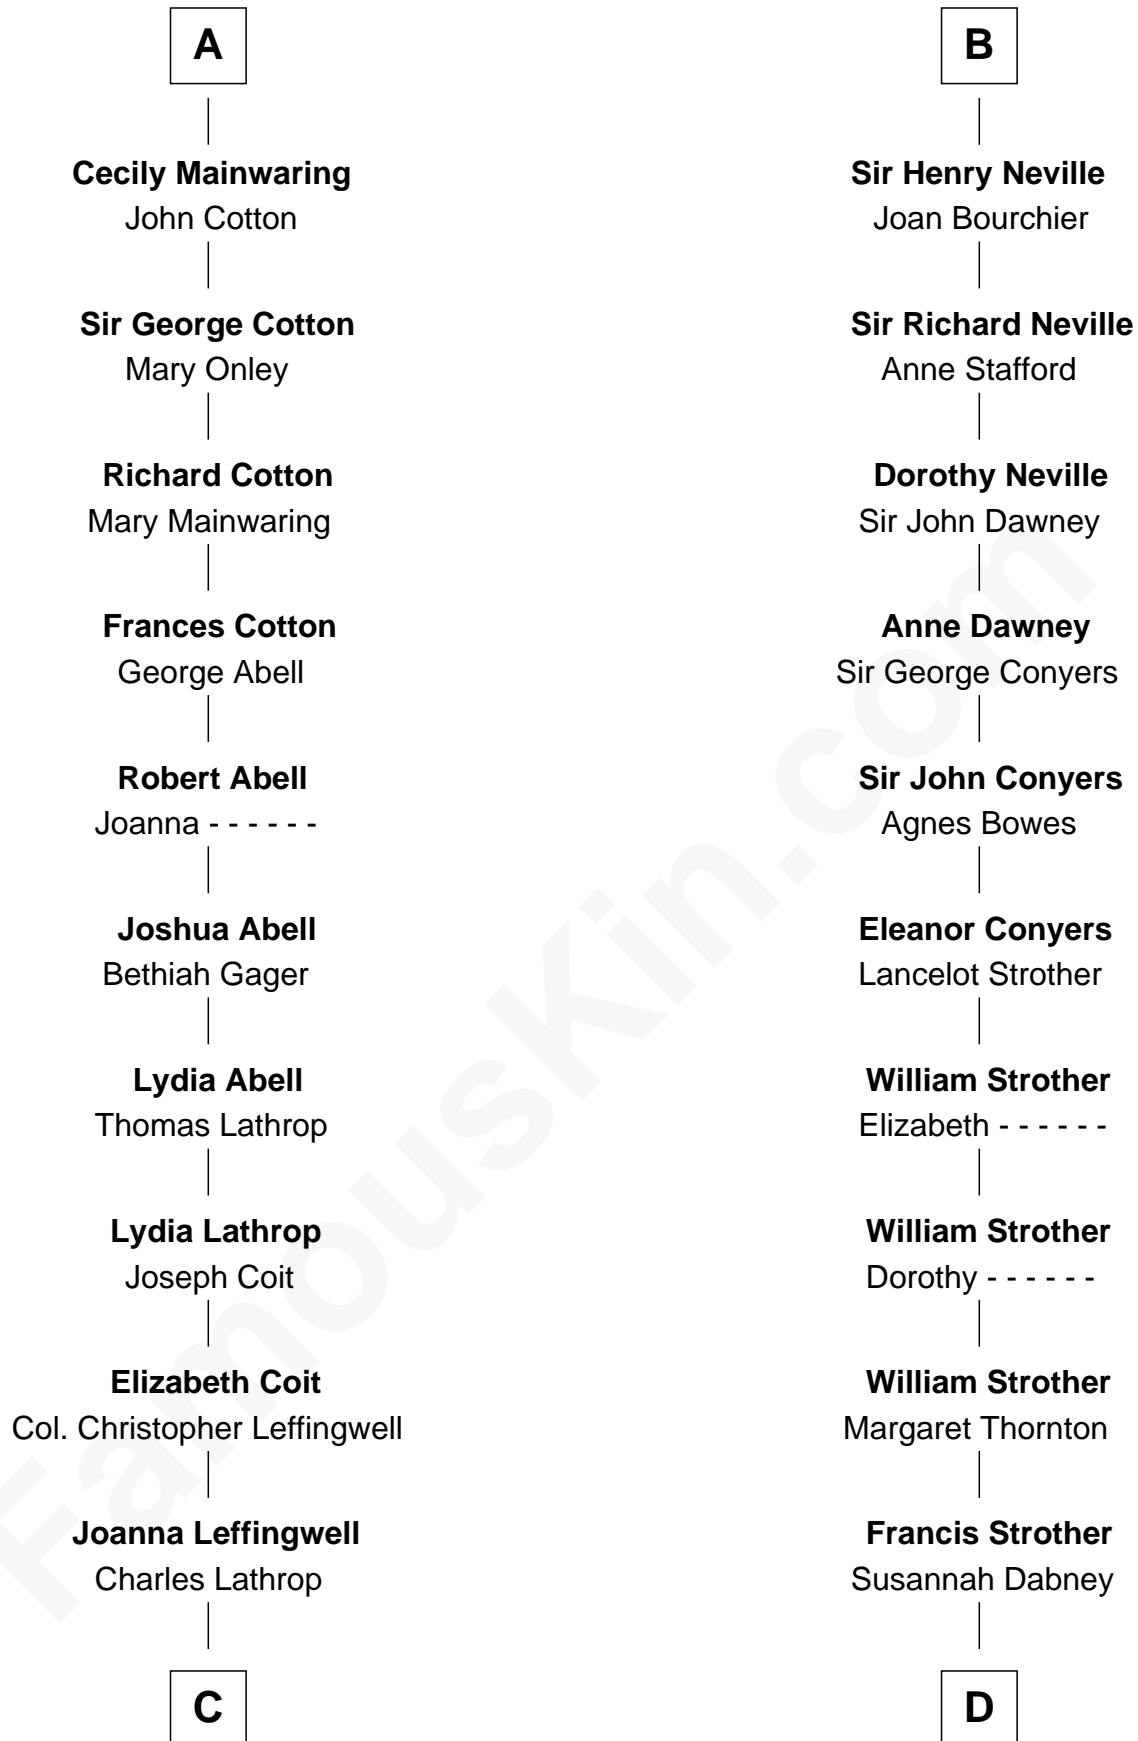 A
Cecily Mainwaring
John Cotton
Sir George Cotton
Mary Onley
Richard Cotton
Mary Mainwaring
Frances Cotton
George Abell
Robert Abell
Joanna - - - - - -
Joshua Abell
Bethiah Gager
Lydia Abell
Thomas Lathrop
Lydia Lathrop
Joseph Coit
Elizabeth Coit
Col. Christopher Leffingwell
Joanna Leffingwell
Charles Lathrop
C
B
Sir Henry Neville
Joan Bourchier
Sir Richard Neville
Anne Stafford
Dorothy Neville
Sir John Dawney
Anne Dawney
Sir George Conyers
Sir John Conyers
Agnes Bowes
Eleanor Conyers
Lancelot Strother
William Strother
Elizabeth - - - - - -
William Strother
Dorothy - - - - - -
William Strother
Margaret Thornton
Francis Strother
Susannah Dabney
D
FamousKin.com